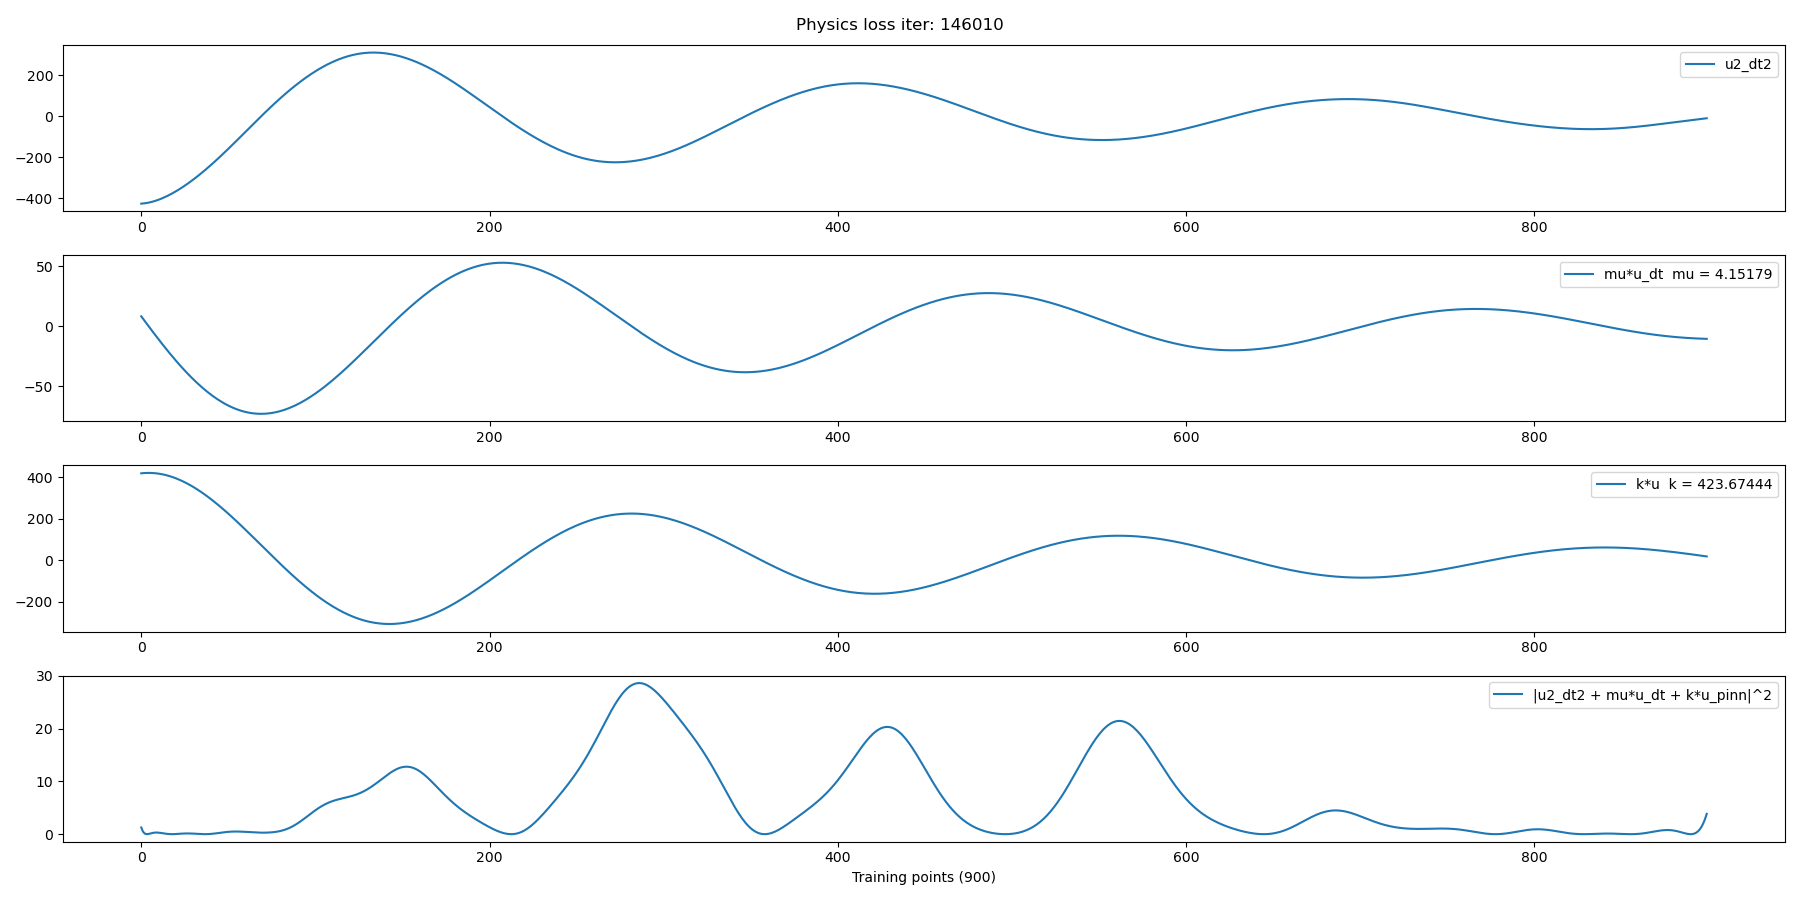 Physics loss iter: 146010
u2_dt2
200
0
−200
−400
0 200 400 600 800
mu*u_dt mu = 4.15179
50
0
−50
0 200 400 600 800
k*u k = 423.67444
400
200
0
−200
0 200 400 600 800
|u2_dt2 + mu*u_dt + k*u_pinn|^2
30
20
10
0
0 200 400 600 800
Training points (900)